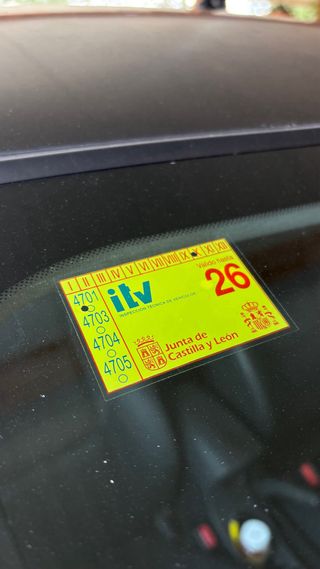 I II III IV V VI VII VIII IX X XI XII
4701
4703
4704
4705
itv
INSPECCIÓN TÉCNICA DE VEHÍCULOS
Válido hasta
26
Junta de
Castilla y León